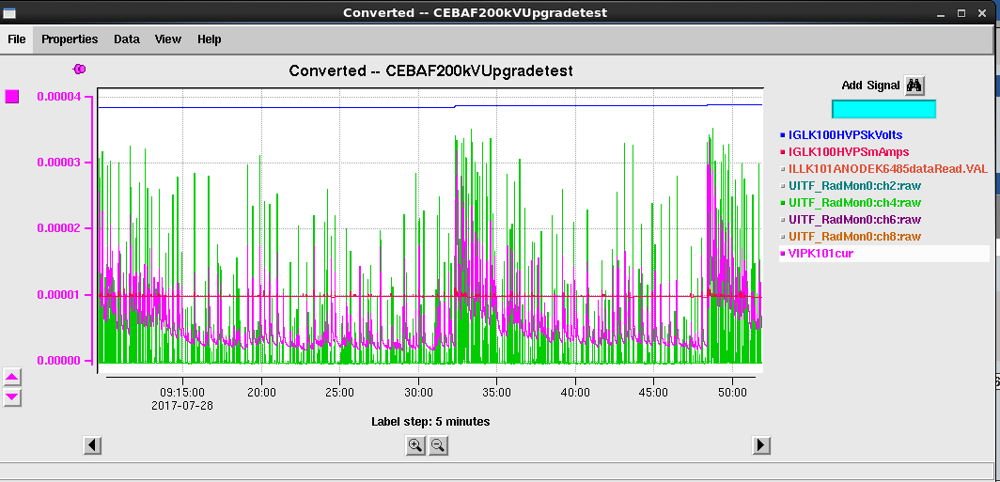 Converted -- CEBAF200kVUpgradetest
File Properties Data View Help
Converted -- CEBAF200kVUpgradetest
0.00004
0.00003
0.00002
0.00001
0.00000
09:15:00 20:00 25:00 30:00 35:00 40:00 45:00 50:00
2017-07-28
Label step: 5 minutes
Add Signal
IGLK100HVPSkVolts
IGLK100HVPSmAmps
ILLK101ANODEK6485dataRead.VAL
UITF_RadMon0:ch2:raw
UITF_RadMon0:ch4:raw
UITF_RadMon0:ch6:raw
UITF_RadMon0:ch8:raw
VIPK101cur